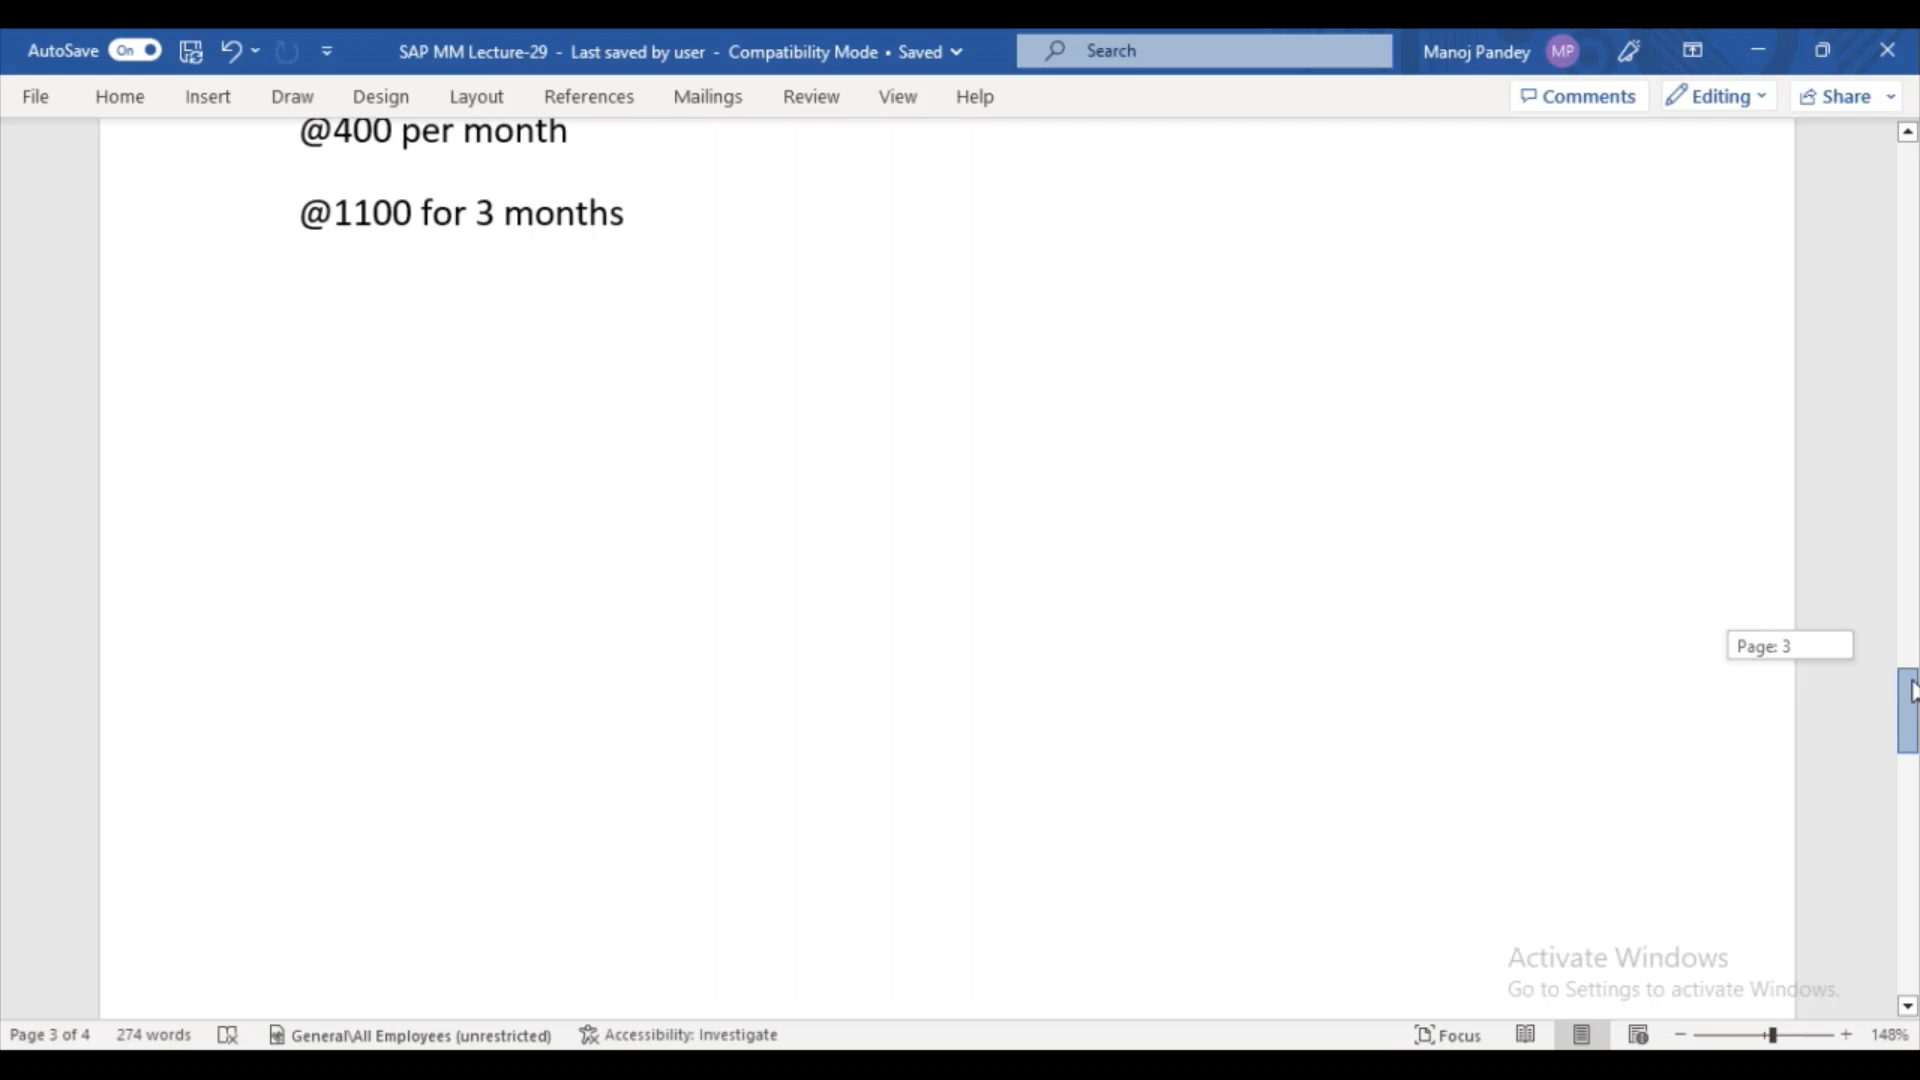 AutoSave On SAP MM Lecture-29 - Last saved by user - Compatibility Mode • Saved Search Manoj Pandey MP
File Home Insert Draw Design Layout References Mailings Review View Help Comments Editing Share
@400 per month
@1100 for 3 months
Page: 3
Activate Windows
Go to Settings to activate Windows.
Page 3 of 4 274 words General\All Employees (unrestricted) Accessibility: Investigate Focus 148%